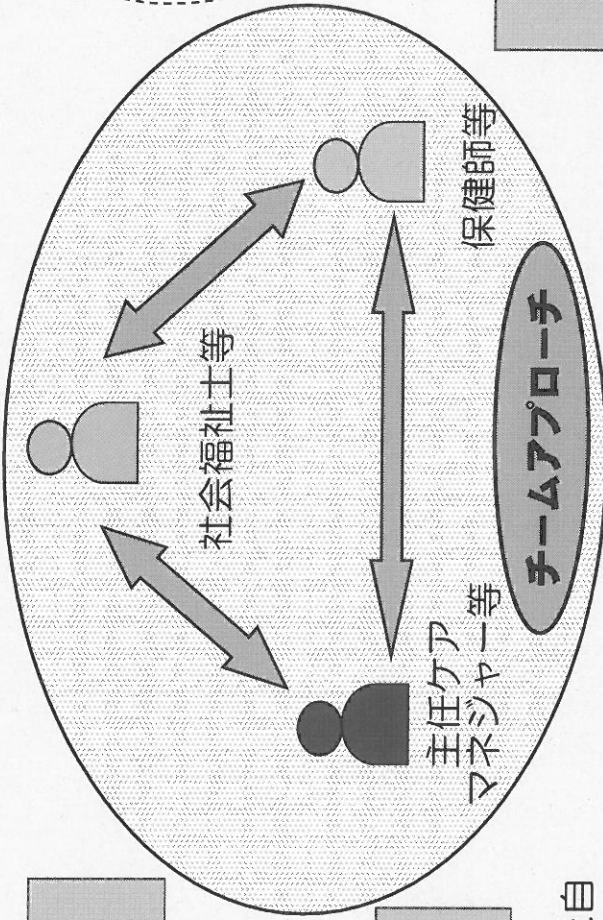 社会福祉士等
保健師等
主任ケア
マネジャー等
チームアプローチ
自